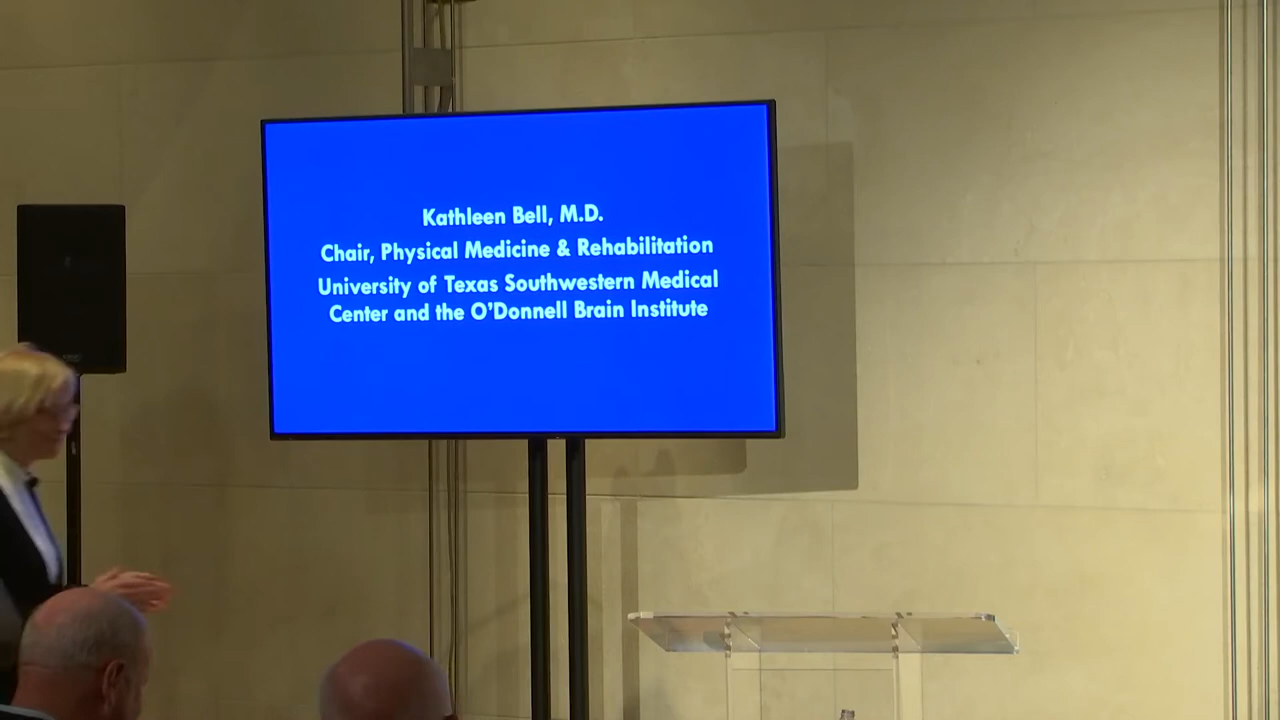 Kathleen Bell, M.D.
Chair, Physical Medicine & Rehabilitation
University of Texas Southwestern Medical
Center and the O'Donnell Brain Institute